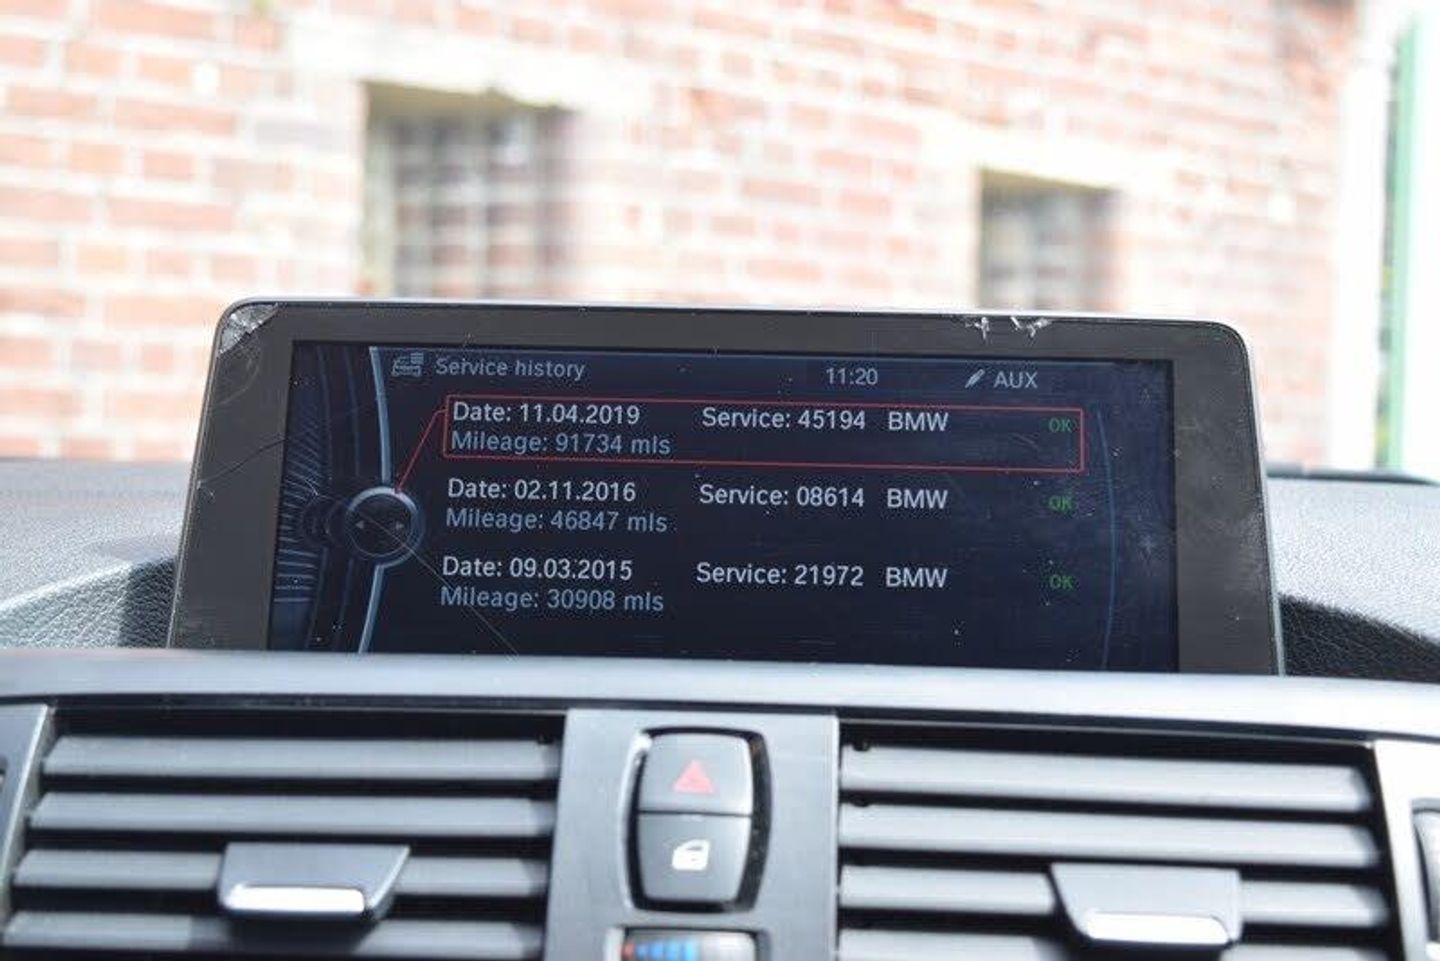 Service history 11:20 AUX
Date: 11.04.2019 Service: 45194 BMW OK
Mileage: 91734 mls
Date: 02.11.2016 Service: 08614 BMW OK
Mileage: 46847 mls
Date: 09.03.2015 Service: 21972 BMW OK
Mileage: 30908 mls